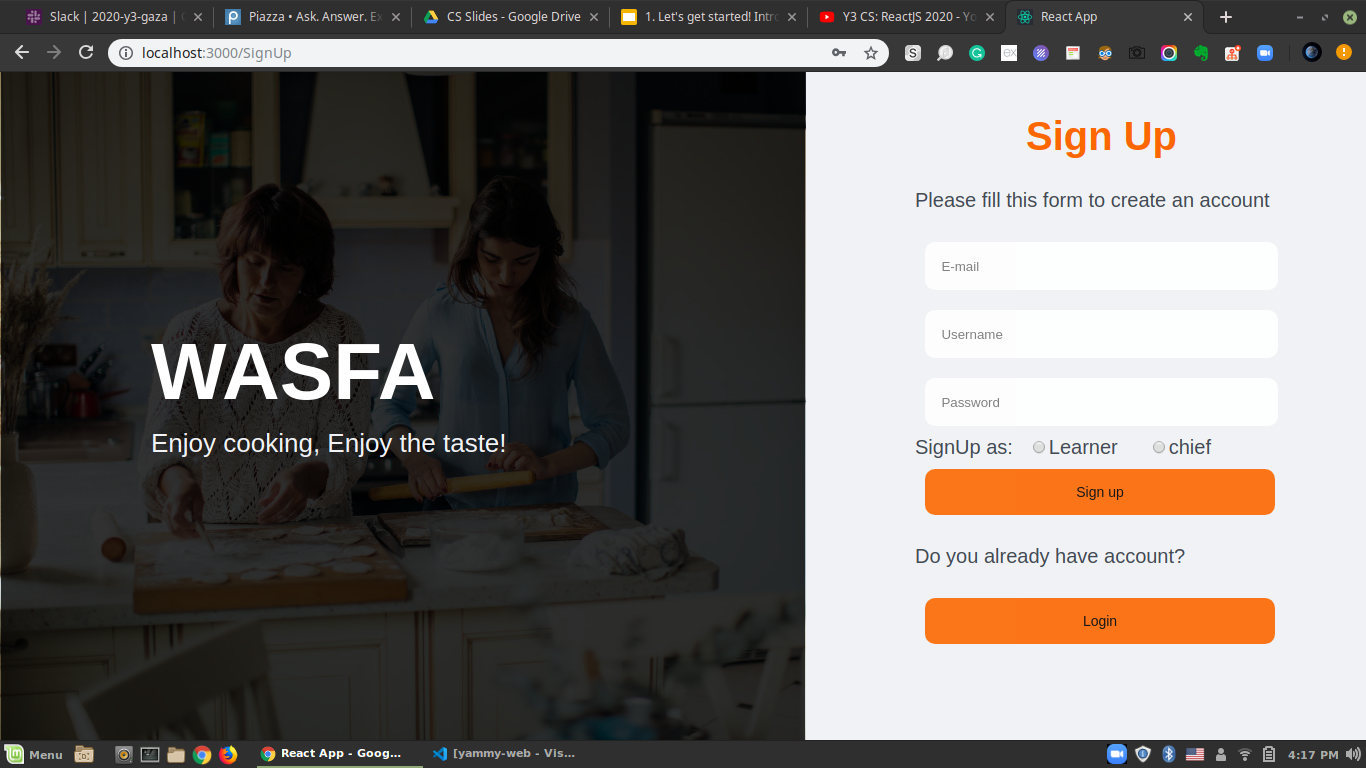 Slack | 2020-y3-gaza |
Piazza • Ask. Answer. Ex
CS Slides - Google Drive
1. Let's get started! Intro
Y3 CS: ReactJS 2020 - Yo
React App
localhost:3000/SignUp
WASFA
Enjoy cooking, Enjoy the taste!
Sign Up
Please fill this form to create an account
E-mail
Username
Password
SignUp as: Learner chief
Sign up
Do you already have account?
Login
Menu
React App - Goog...
[yammy-web - Vis...
4:17 PM